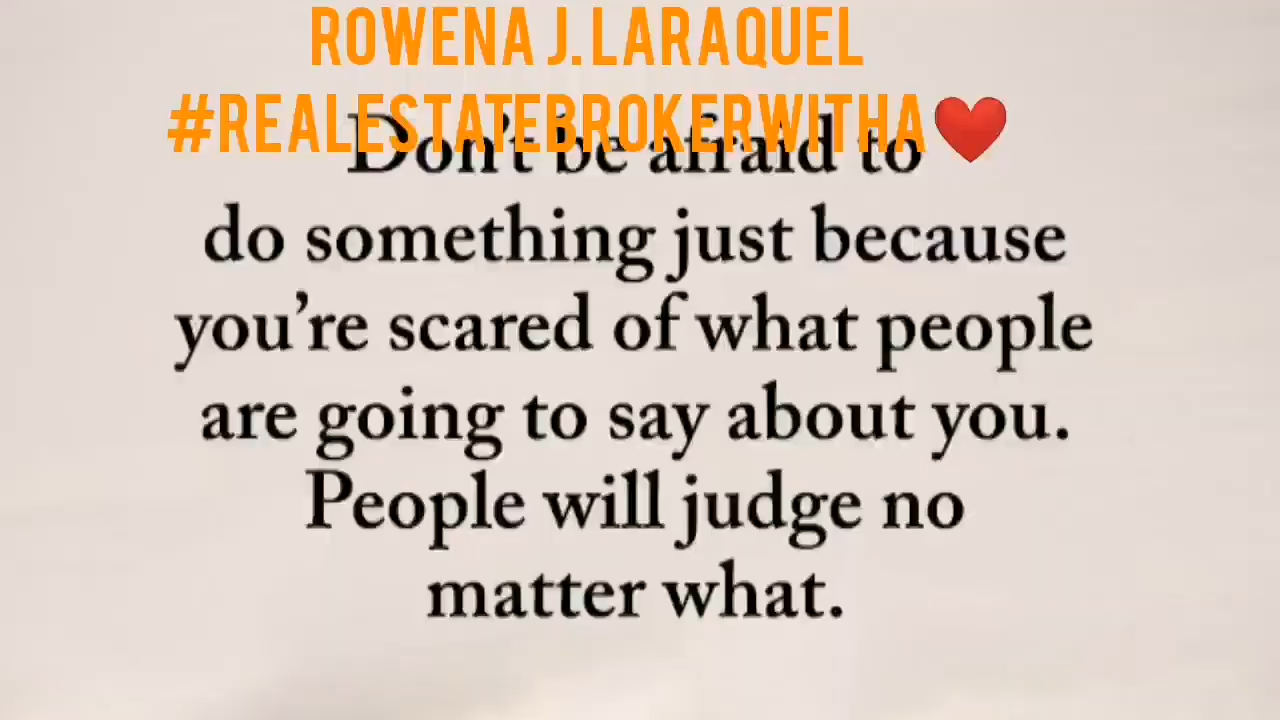 ROWENA J. LARAQUEL
#REALESTATEBROKERWITHA❤️
Don't be afraid to
do something just because
you're scared of what people
are going to say about you.
People will judge no
matter what.